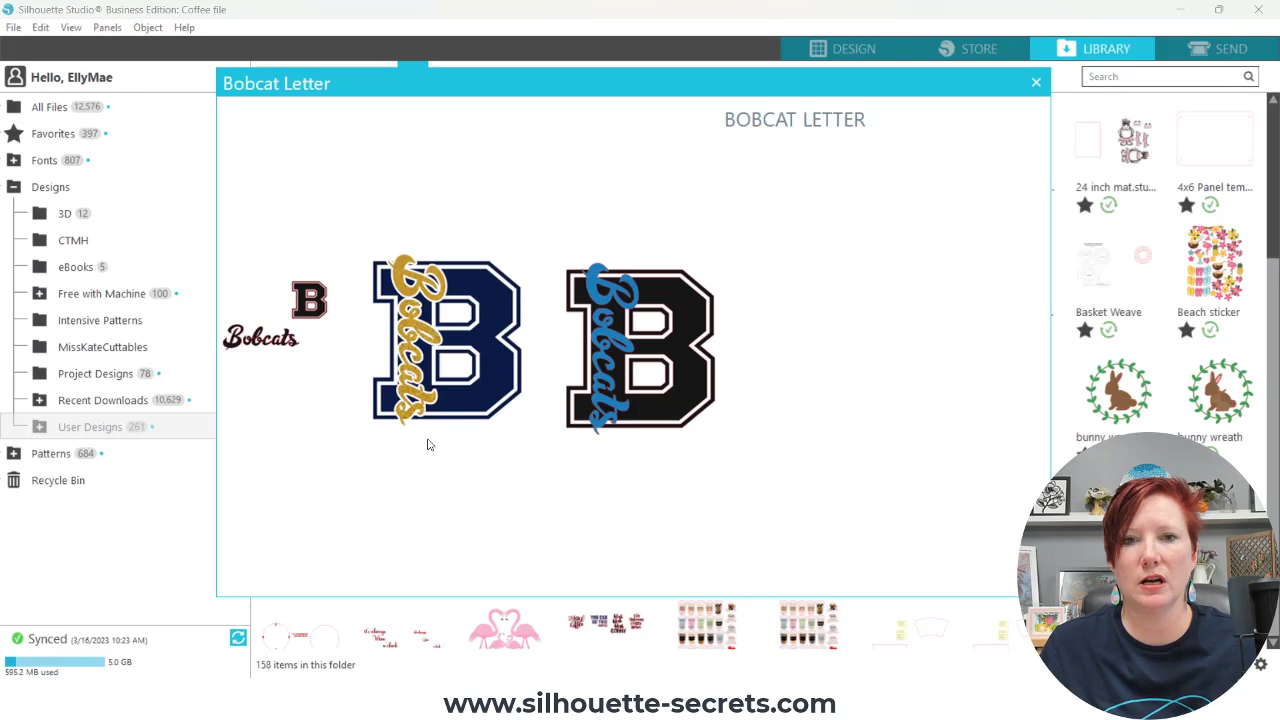 Silhouette Studio® Business Edition: Coffee file
File Edit View Panels Object Help
DESIGN STORE LIBRARY SEND
Hello, EllyMae
Search
All Files 12,576
Favorites 397
Fonts 807
Designs
3D 12
CTMH
eBooks 5
Free with Machine 100
Intensive Patterns
MissKateCuttables
Project Designs 78
Recent Downloads 10,629
User Designs 261
Patterns 684
Recycle Bin
Synced (3/16/2023 10:23 AM)
5.0 GB
595.2 MB used
Bobcat Letter
BOBCAT LETTER
B
Bobcats
B
Bobcats
B
Bobcats
24 inch mat.stu...
4x6 Panel tem...
Basket Weave
Beach sticker
bunny wreath
158 items in this folder
www.silhouette-secrets.com